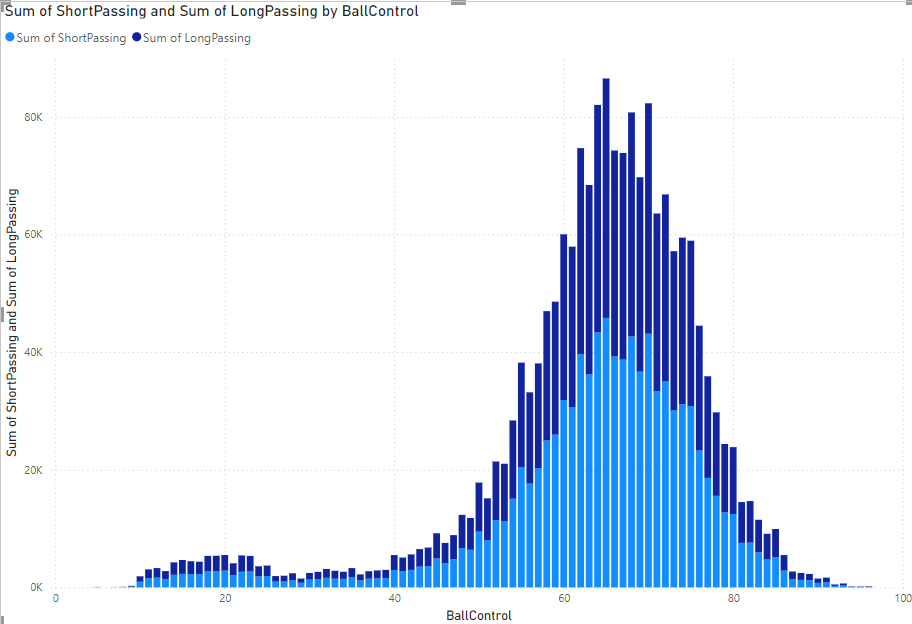 Sum of ShortPassing and Sum of LongPassing by BallControl
Sum of ShortPassing Sum of LongPassing
Sum of ShortPassing and Sum of LongPassing
80K
60K
40K
20K
0K
0 20 40 60 80 100
BallControl